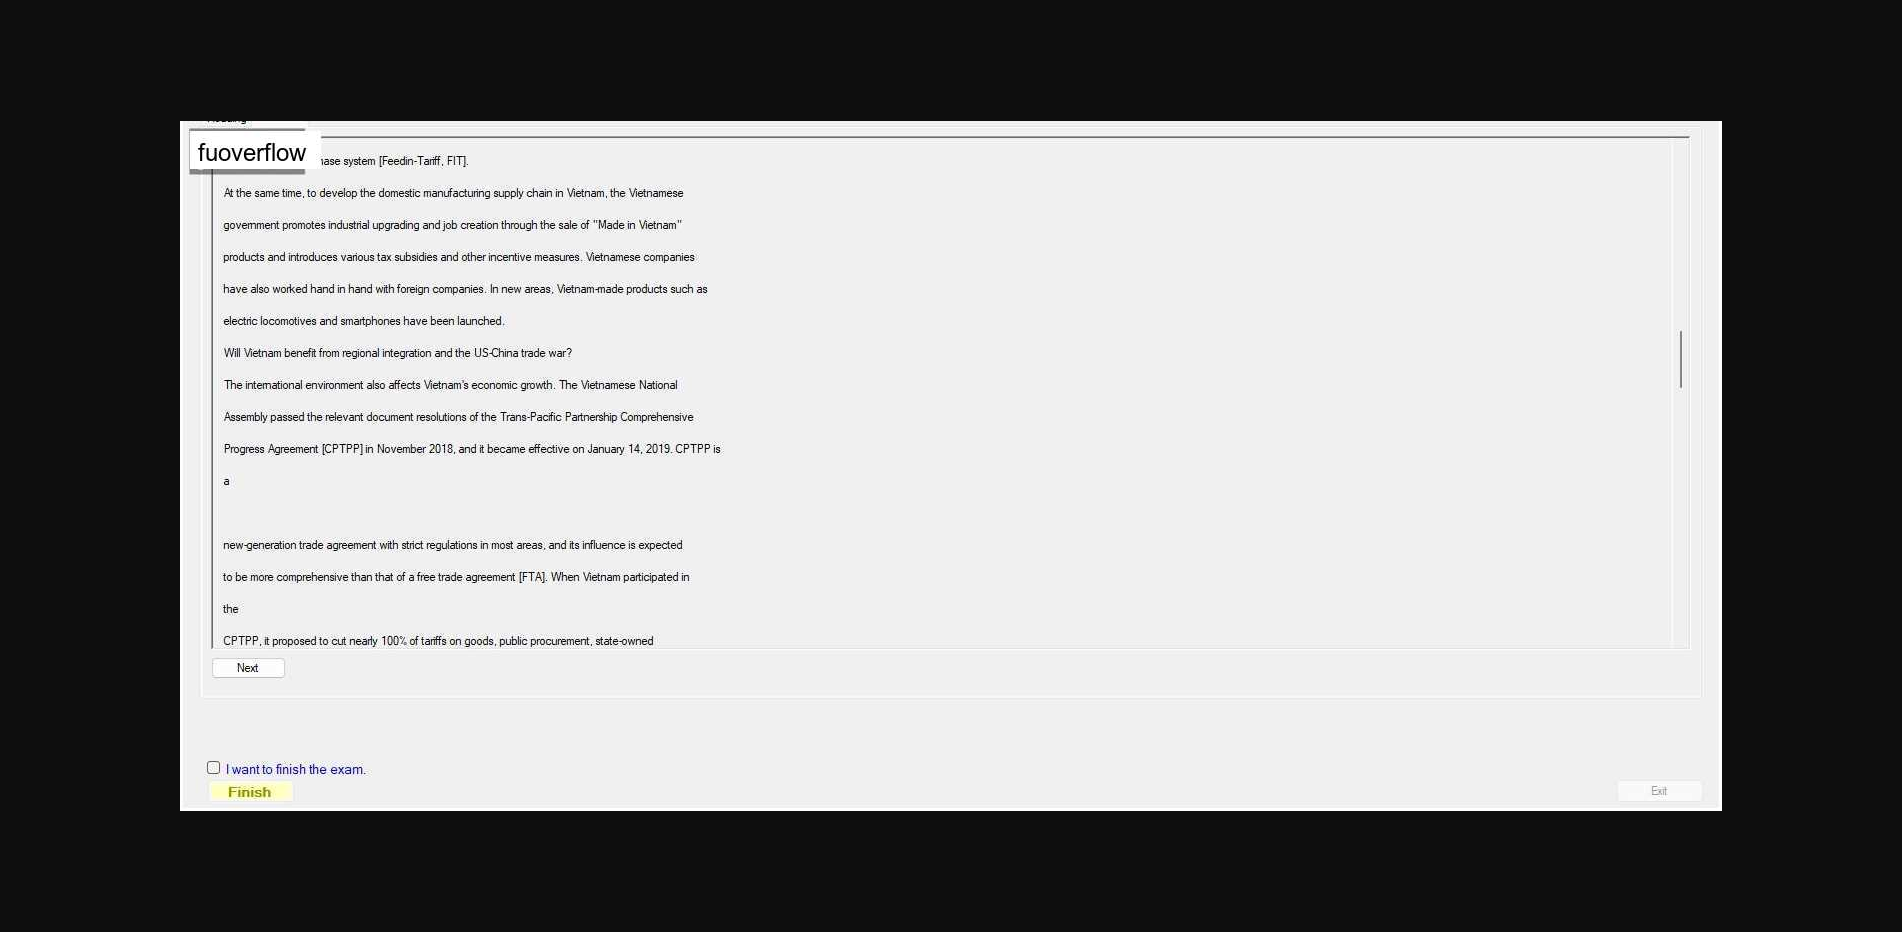 fuoverflow
system [Feedin-Tariff, FIT].
At the same time, to develop the domestic manufacturing supply chain in Vietnam, the Vietnamese
government promotes industrial upgrading and job creation through the sale of "Made in Vietnam"
products and introduces various tax subsidies and other incentive measures. Vietnamese companies
have also worked hand in hand with foreign companies. In new areas, Vietnam-made products such as
electric locomotives and smartphones have been launched.
Will Vietnam benefit from regional integration and the US-China trade war?
The international environment also affects Vietnam's economic growth. The Vietnamese National
Assembly passed the relevant document resolutions of the Trans-Pacific Partnership Comprehensive
Progress Agreement [CPTPP] in November 2018, and it became effective on January 14, 2019. CPTPP is
a
new-generation trade agreement with strict regulations in most areas, and its influence is expected
to be more comprehensive than that of a free trade agreement [FTA]. When Vietnam participated in
the
CPTPP, it proposed to cut nearly 100% of tariffs on goods, public procurement, state-owned
Next
I want to finish the exam.
Finish
Exit